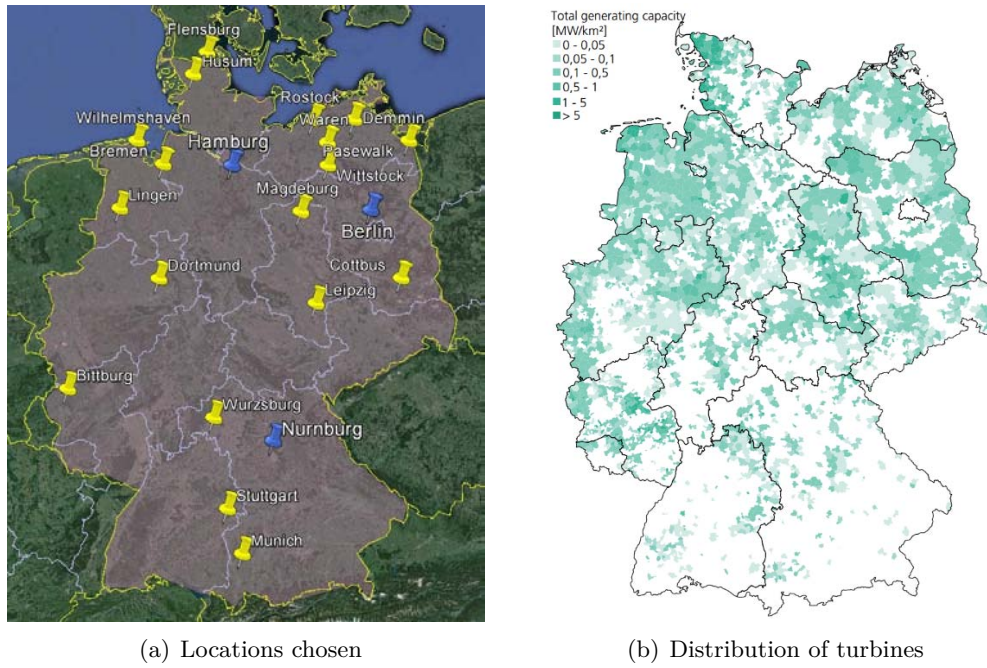 Flensburg
Husum
Rostock
Demmin
Wilhelmshaven
Waren
Hamburg
Bremen
Pasewalk
Wittstock
Lingen
Magdeburg
Berlin
Dortmund
Cottbus
Leipzig
Bittburg
Wurzsburg
Nurnburg
Stuttgart
Munich
(a) Locations chosen
Total generating capacity
[MW/km²]
0 - 0,05
0,05 - 0,1
0,1 - 0,5
0,5 - 1
1 - 5
> 5
(b) Distribution of turbines